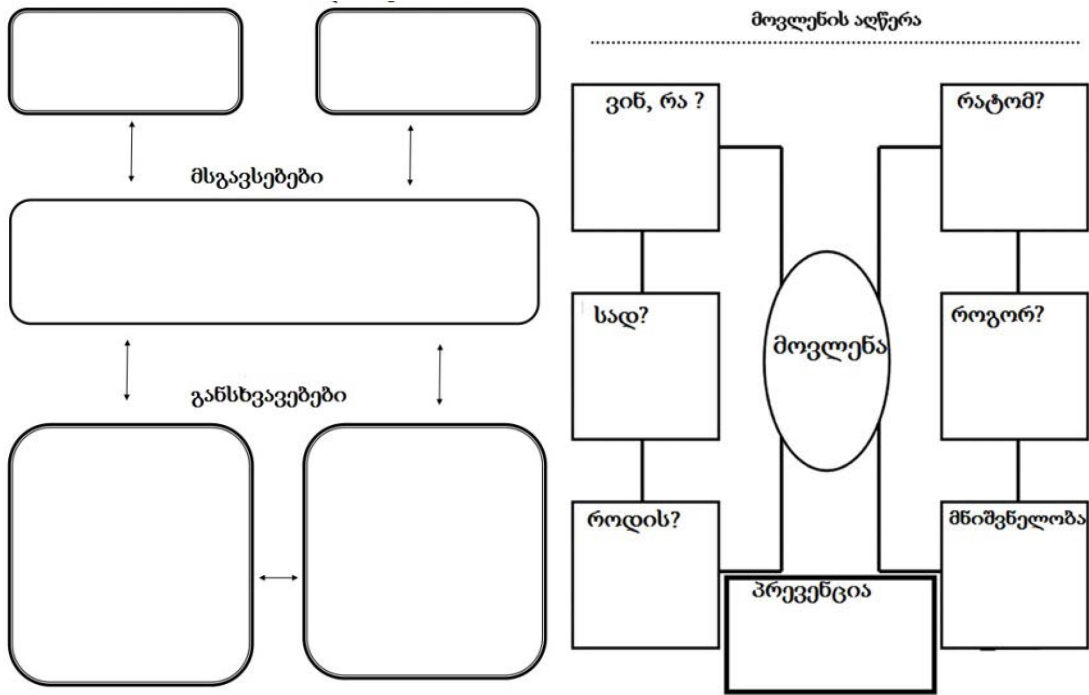 მსგავსებები
განსხვავებები
მოვლენის აღწერა
ვინ, რა ?
რატომ?
სად?
მოვლენა
როგორ?
როდის?
მნიშვნელობა
პრევენცია